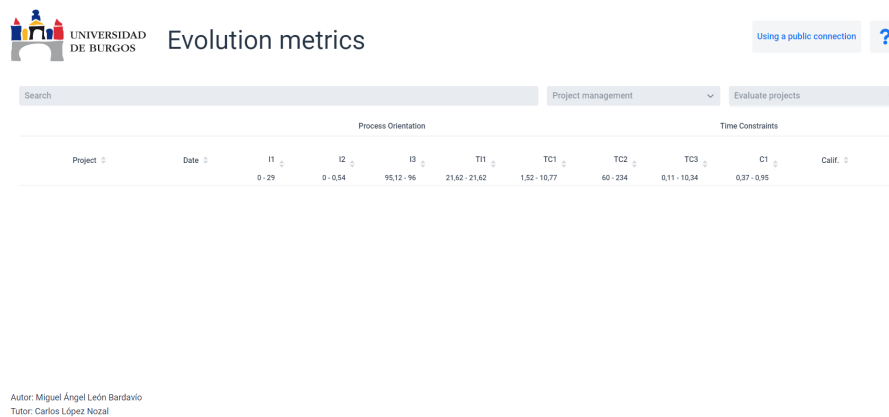 UNIVERSIDAD
DE BURGOS
Evolution metrics
Using a public connection
?
Search
Project management
Evaluate projects
Process Orientation
Time Constraints
Project
Date
I1
I2
I3
TI1
TC1
TC2
TC3
C1
Calif.
0 - 29
0 - 0,54
95,12 - 96
21,62 - 21,62
1,52 - 10,77
60 - 234
0,11 - 10,34
0,37 - 0,95
Autor: Miguel Ángel León Bardavío
Tutor: Carlos López Nozal